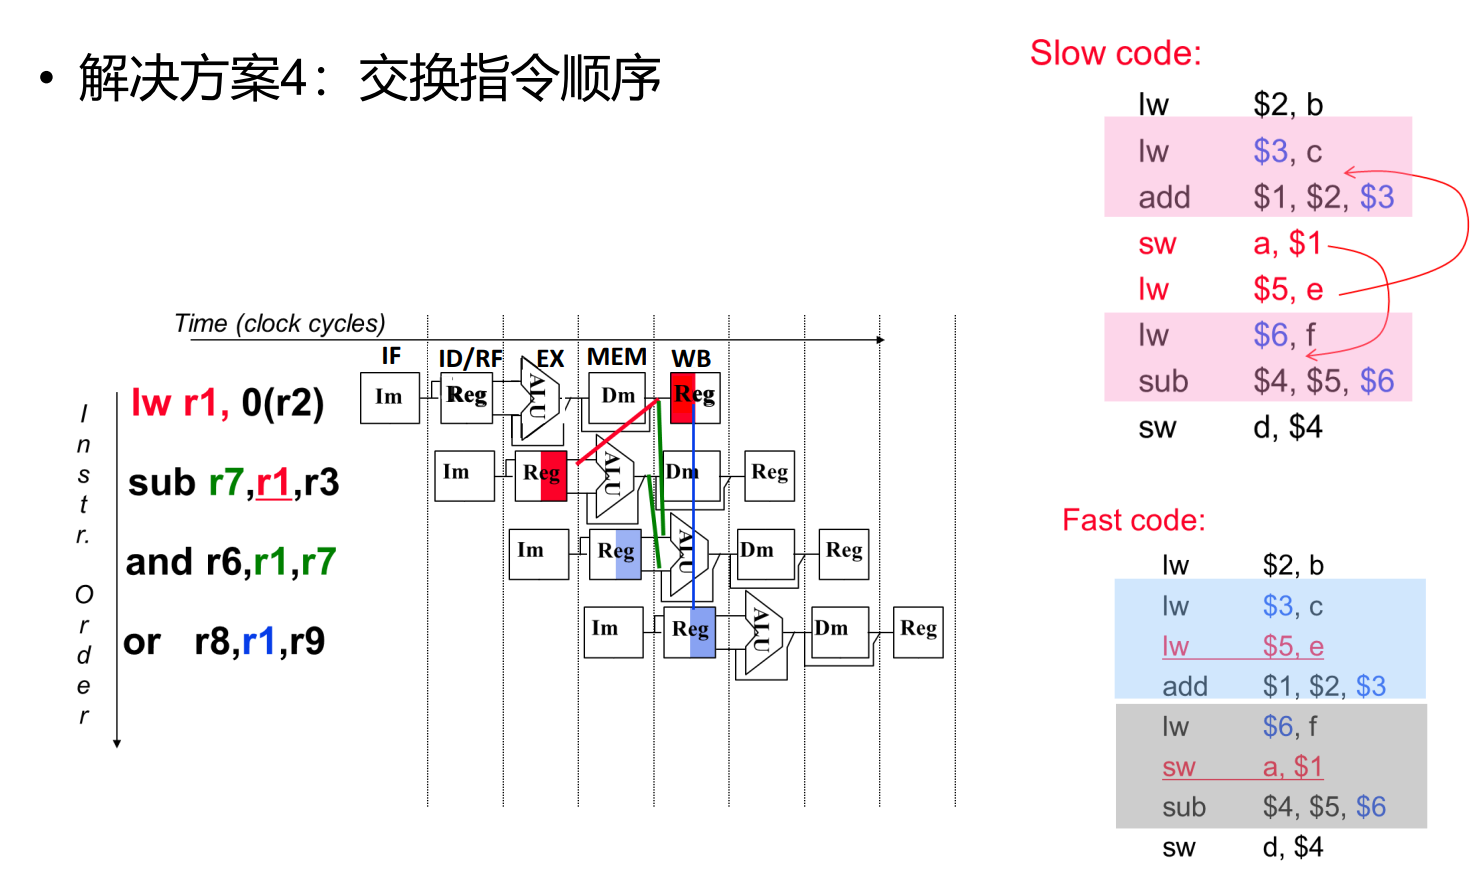 • 解决方案4：交换指令顺序
Time (clock cycles)
IF ID/RF EX MEM WB
Instr. Order
lw r1, 0(r2)
Im Reg ALU Dm Reg
sub r7,r1,r3
Im Reg ALU Dm Reg
and r6,r1,r7
Im Reg ALU Dm Reg
or r8,r1,r9
Im Reg ALU Dm Reg
Slow code:
lw $2, b
lw $3, c
add $1, $2, $3
sw a, $1
lw $5, e
lw $6, f
sub $4, $5, $6
sw d, $4
Fast code:
lw $2, b
lw $3, c
lw $5, e
add $1, $2, $3
lw $6, f
sw a, $1
sub $4, $5, $6
sw d, $4